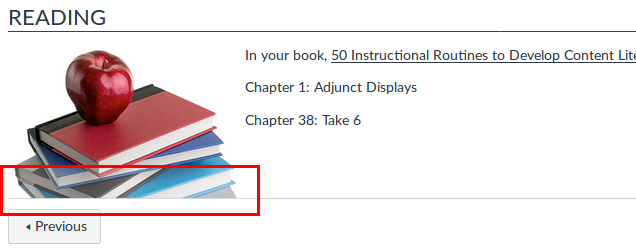 READING
In your book, 50 Instructional Routines to Develop Content Lite
Chapter 1: Adjunct Displays
Chapter 38: Take 6
Previous